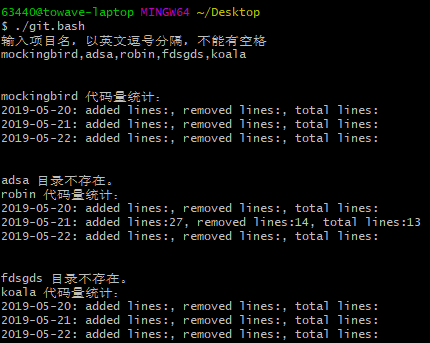 63440@towave-laptop MINGW64 ~/Desktop
$ ./git.bash
输入项目名，以英文逗号分隔，不能有空格
mockingbird,adsa,robin,fdsgds,koala
mockingbird 代码量统计：
2019-05-20: added lines:, removed lines:, total lines:
2019-05-21: added lines:, removed lines:, total lines:
2019-05-22: added lines:, removed lines:, total lines:
adsa 目录不存在。
robin 代码量统计：
2019-05-20: added lines:, removed lines:, total lines:
2019-05-21: added lines:27, removed lines:14, total lines:13
2019-05-22: added lines:, removed lines:, total lines:
fdsgds 目录不存在。
koala 代码量统计：
2019-05-20: added lines:, removed lines:, total lines:
2019-05-21: added lines:, removed lines:, total lines:
2019-05-22: added lines:, removed lines:, total lines: